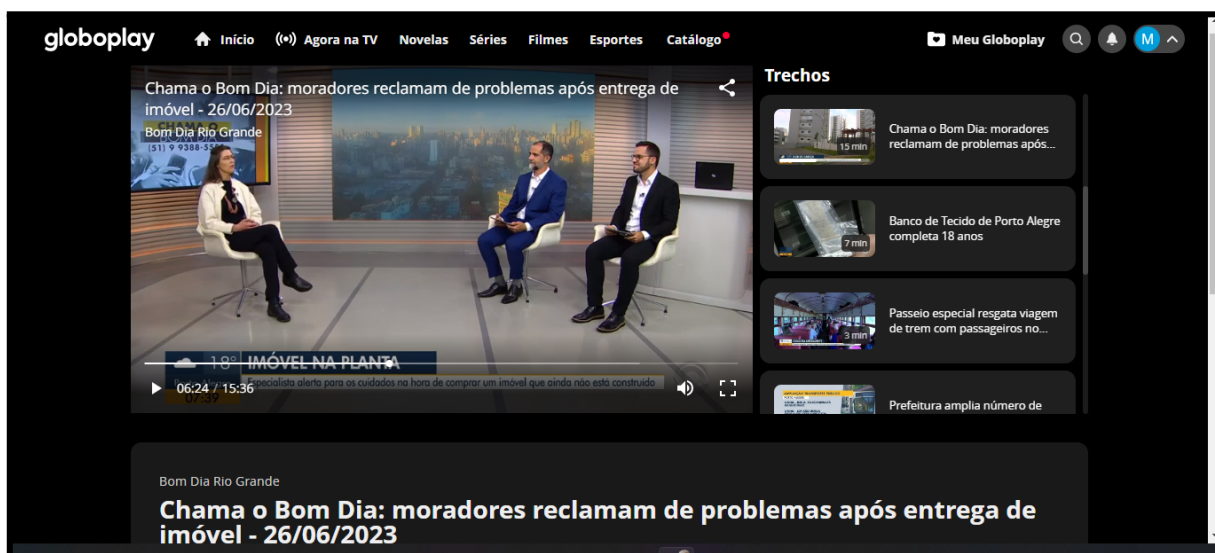 globoplay
Início
Agora na TV
Novelas
Séries
Filmes
Esportes
Catálogo
Meu Globoplay
M
Chama o Bom Dia: moradores reclamam de problemas após entrega de
imóvel - 26/06/2023
Bom Dia Rio Grande
CHAMA O
BOM DIA
(51) 9 9388-55
18°
IMÓVEL NA PLANTA
Especialista alerta para os cuidados na hora de comprar um imóvel que ainda não está construído
07:39
06:24 / 15:36
Trechos
15 min
Chama o Bom Dia: moradores
reclamam de problemas após...
7 min
Banco de Tecido de Porto Alegre
completa 18 anos
3 min
Passeio especial resgata viagem
de trem com passageiros no...
Prefeitura amplia número de
Bom Dia Rio Grande
Chama o Bom Dia: moradores reclamam de problemas após entrega de
imóvel - 26/06/2023